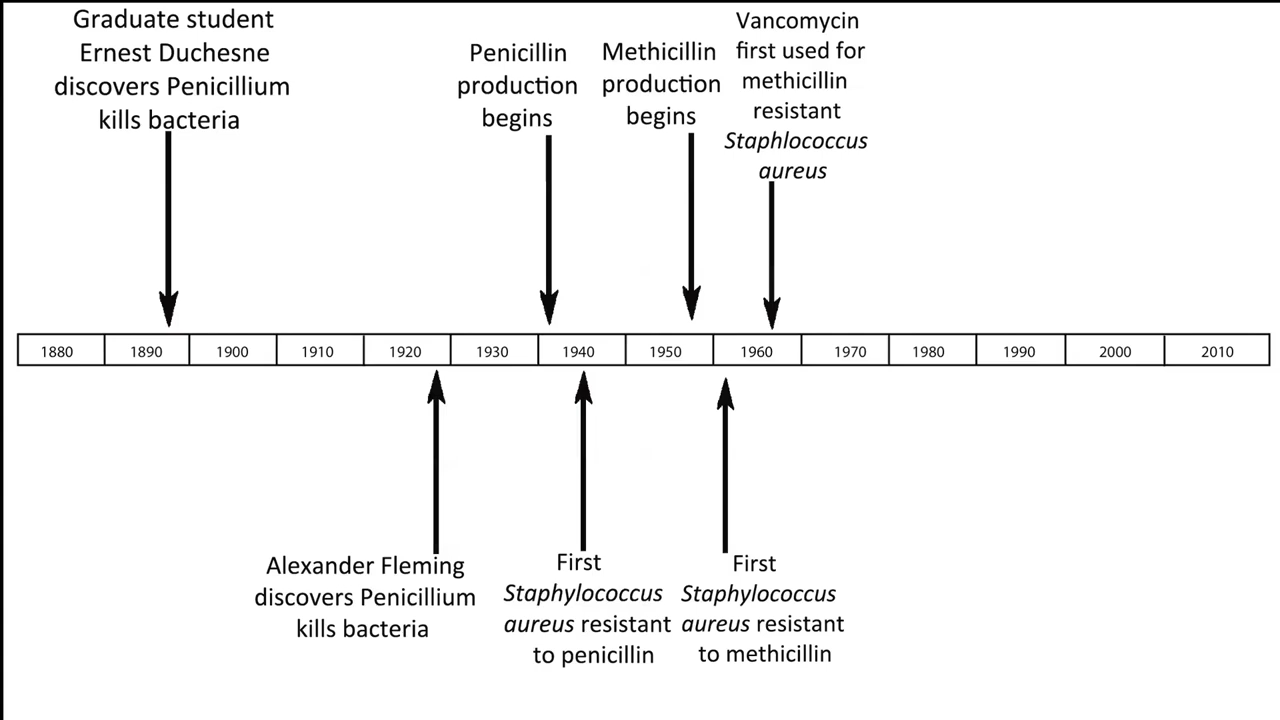 Graduate student
Ernest Duchesne
discovers Penicillium
kills bacteria
Penicillin
production
begins
Methicillin
production
begins
Vancomycin
first used for
methicillin
resistant
Staphlococcus
aureus
1880 1890 1900 1910 1920 1930 1940 1950 1960 1970 1980 1990 2000 2010
Alexander Fleming
discovers Penicillium
kills bacteria
First
Staphylococcus
aureus resistant
to penicillin
First
Staphylococcus
aureus resistant
to methicillin